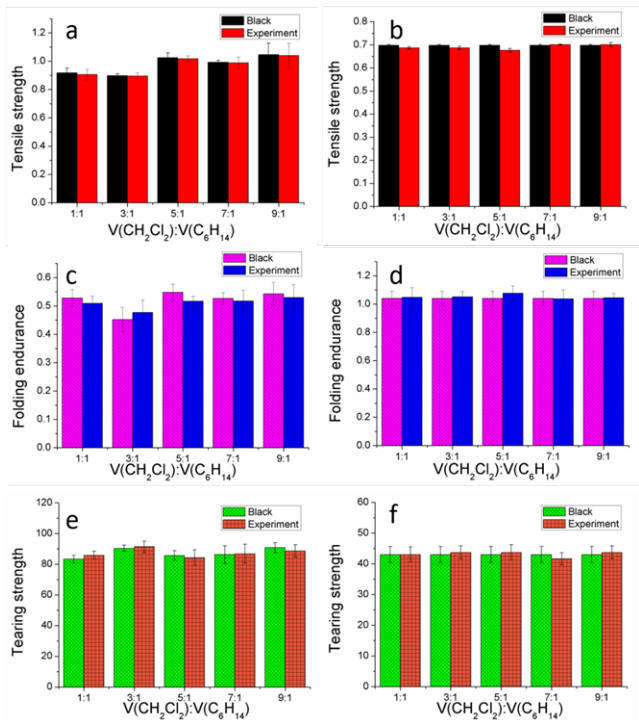 a
Black
Experiment
Tensile strength
1.2
1.0
0.8
0.6
0.4
0.2
0.0
1:1 3:1 5:1 7:1 9:1
V(CH₂Cl₂):V(C₆H₁₄)
b
Black
Experiment
Tensile strength
0.8
0.7
0.6
0.5
0.4
0.3
0.2
0.1
0.0
1:1 3:1 5:1 7:1 9:1
V(CH₂Cl₂):V(C₆H₁₄)
c
Black
Experiment
Folding endurance
0.6
0.5
0.4
0.3
0.2
0.1
0.0
1:1 3:1 5:1 7:1 9:1
V(CH₂Cl₂):V(C₆H₁₄)
d
Black
Experiment
Folding endurance
1.2
1.0
0.8
0.6
0.4
0.2
0.0
1:1 3:1 5:1 7:1 9:1
V(CH₂Cl₂):V(C₆H₁₄)
e
Black
Experiment
Tearing strength
120
100
80
60
40
20
0
1:1 3:1 5:1 7:1 9:1
V(CH₂Cl₂):V(C₆H₁₄)
f
Black
Experiment
Tearing strength
60
50
40
30
20
10
0
1:1 3:1 5:1 7:1 9:1
V(CH₂Cl₂):V(C₆H₁₄)